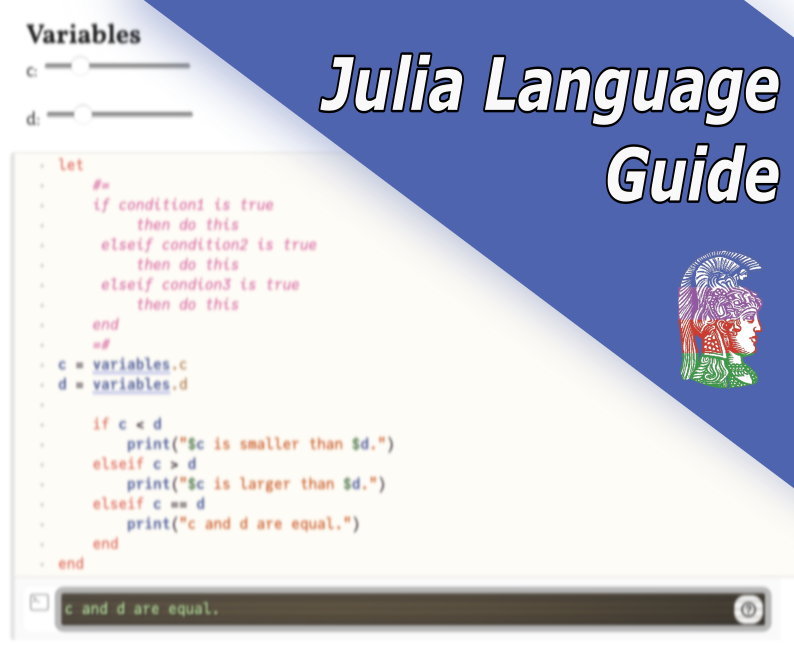 Variables
c:
d:
Julia Language
Guide
let
#=
if condition1 is true
then do this
elseif condition2 is true
then do this
elseif condion3 is true
then do this
end
=#
c = variables.c
d = variables.d
if c < d
print("$c is smaller than $d.")
elseif c > d
print("$c is larger than $d.")
elseif c == d
print("c and d are equal.")
end
end
c and d are equal.